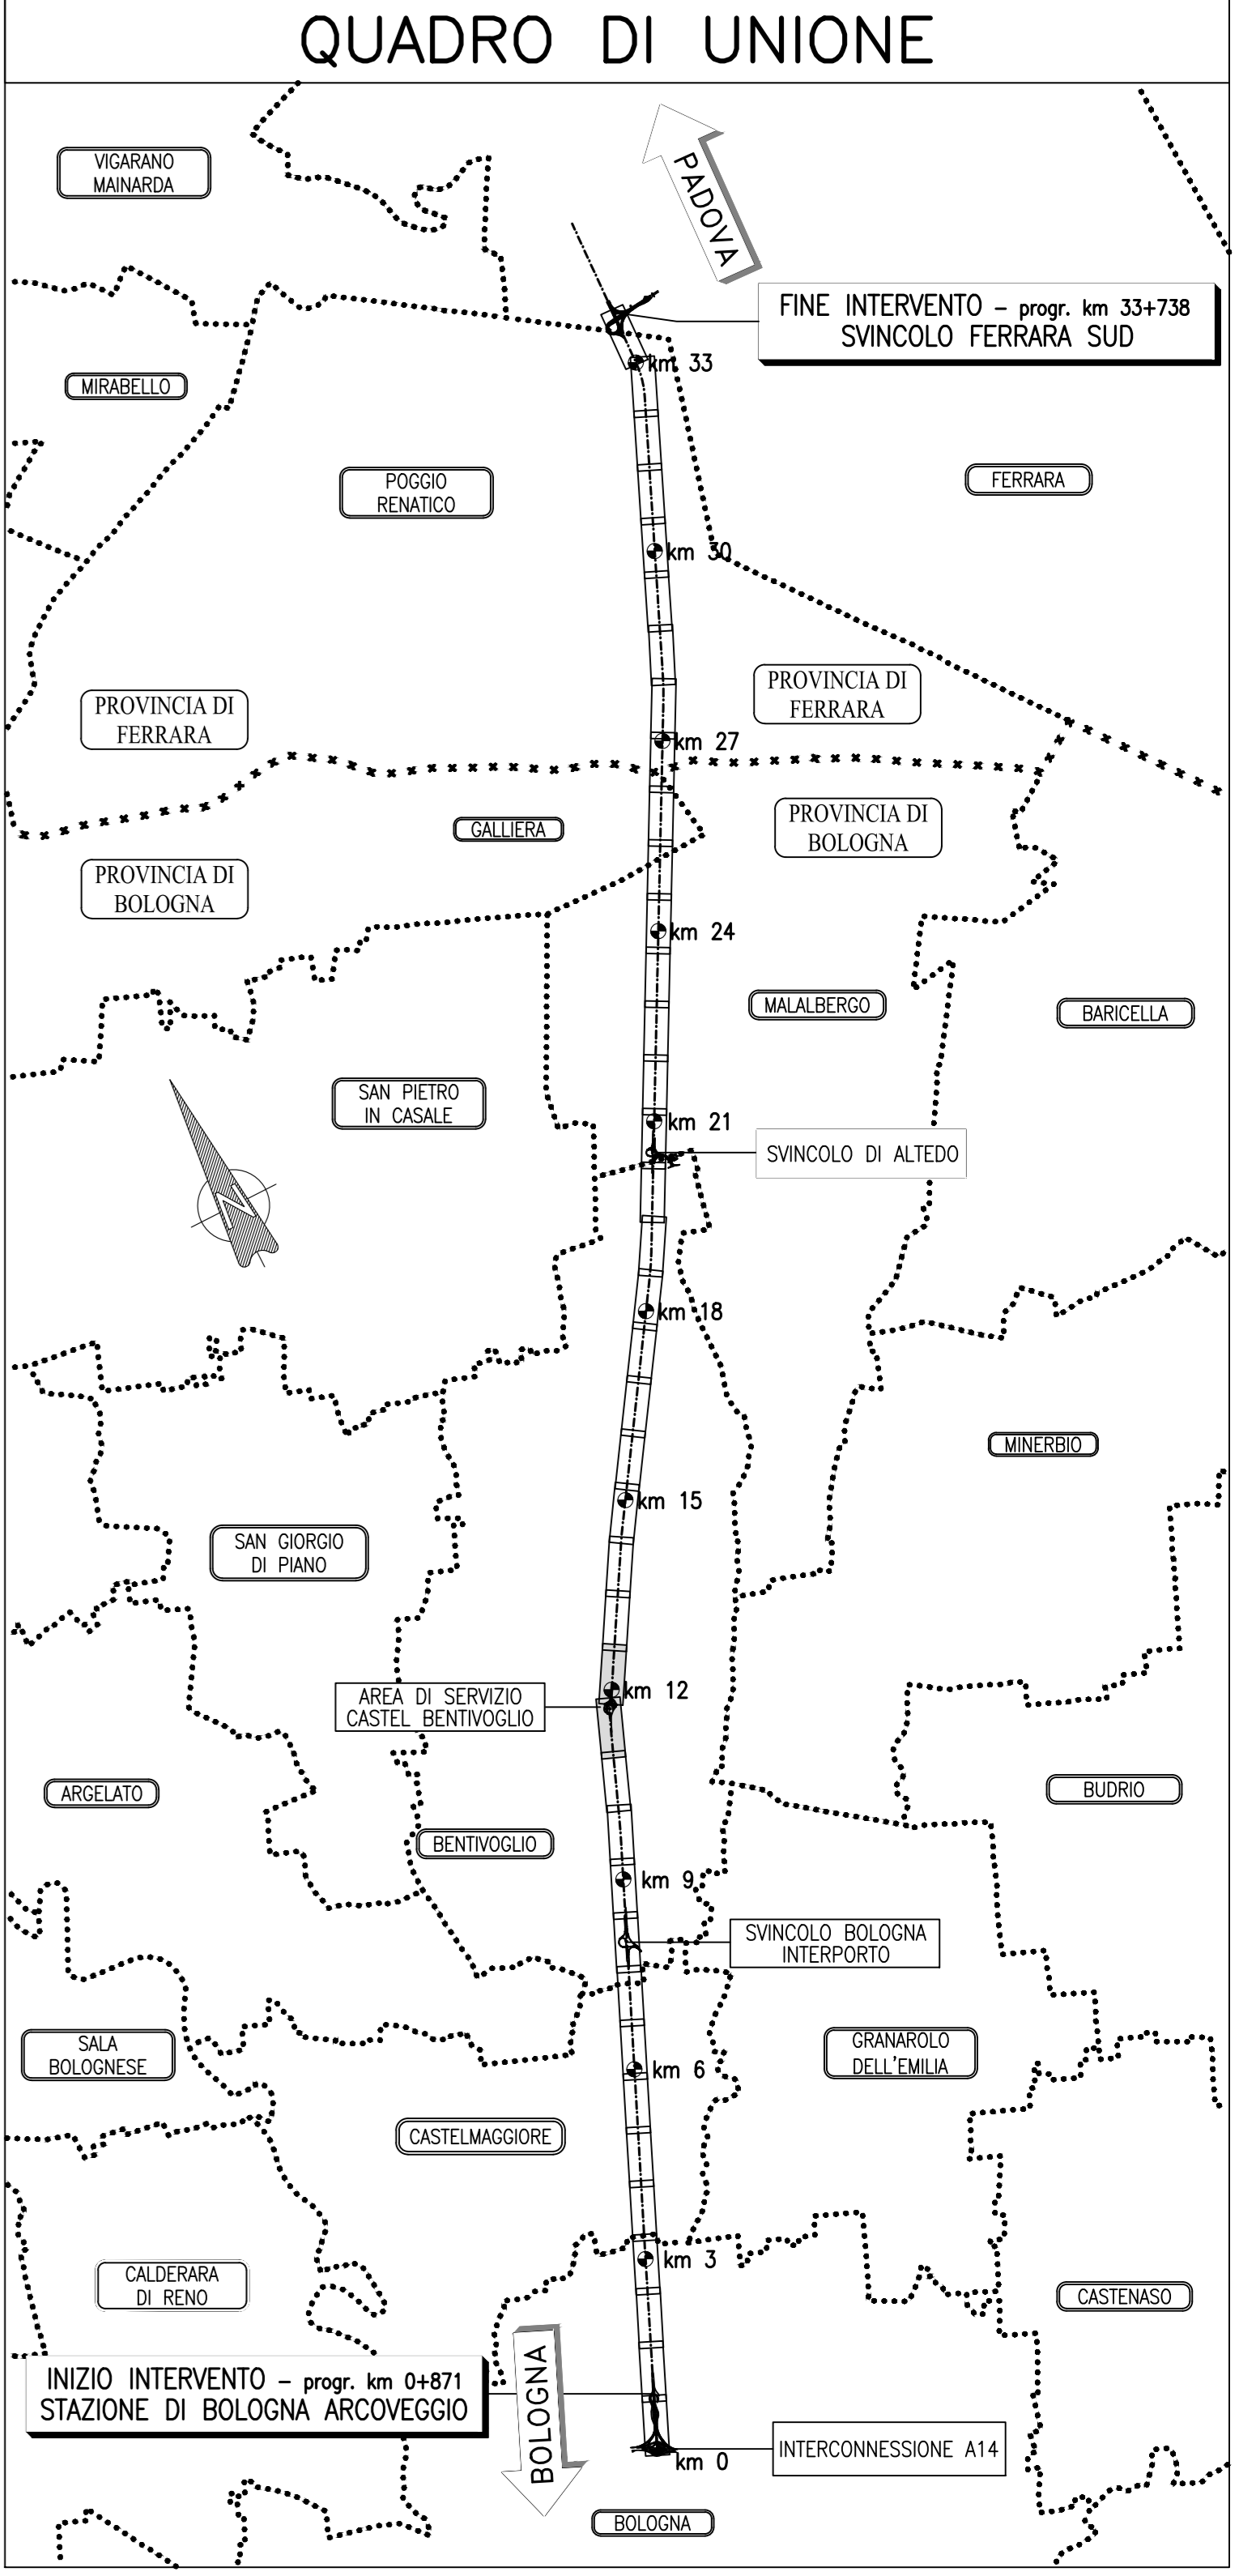 QUADRO DI UNIONE
VIGARANO
MAINARDA
PADOVA
FINE INTERVENTO – progr. km 33+738
SVINCOLO FERRARA SUD
km 33
MIRABELLO
POGGIO
RENATICO
FERRARA
km 30
PROVINCIA DI
FERRARA
PROVINCIA DI
FERRARA
km 27
GALLIERA
PROVINCIA DI
BOLOGNA
PROVINCIA DI
BOLOGNA
km 24
MALALBERGO
BARICELLA
SAN PIETRO
IN CASALE
km 21
SVINCOLO DI ALTEDO
N
km 18
MINERBIO
km 15
SAN GIORGIO
DI PIANO
km 12
AREA DI SERVIZIO
CASTEL BENTIVOGLIO
ARGELATO
BUDRIO
BENTIVOGLIO
km 9
SVINCOLO BOLOGNA
INTERPORTO
SALA
BOLOGNESE
GRANAROLO
DELL'EMILIA
km 6
CASTELMAGGIORE
km 3
CALDERARA
DI RENO
CASTENASO
INIZIO INTERVENTO – progr. km 0+871
STAZIONE DI BOLOGNA ARCOVEGGIO
BOLOGNA
INTERCONNESSIONE A14
km 0
BOLOGNA